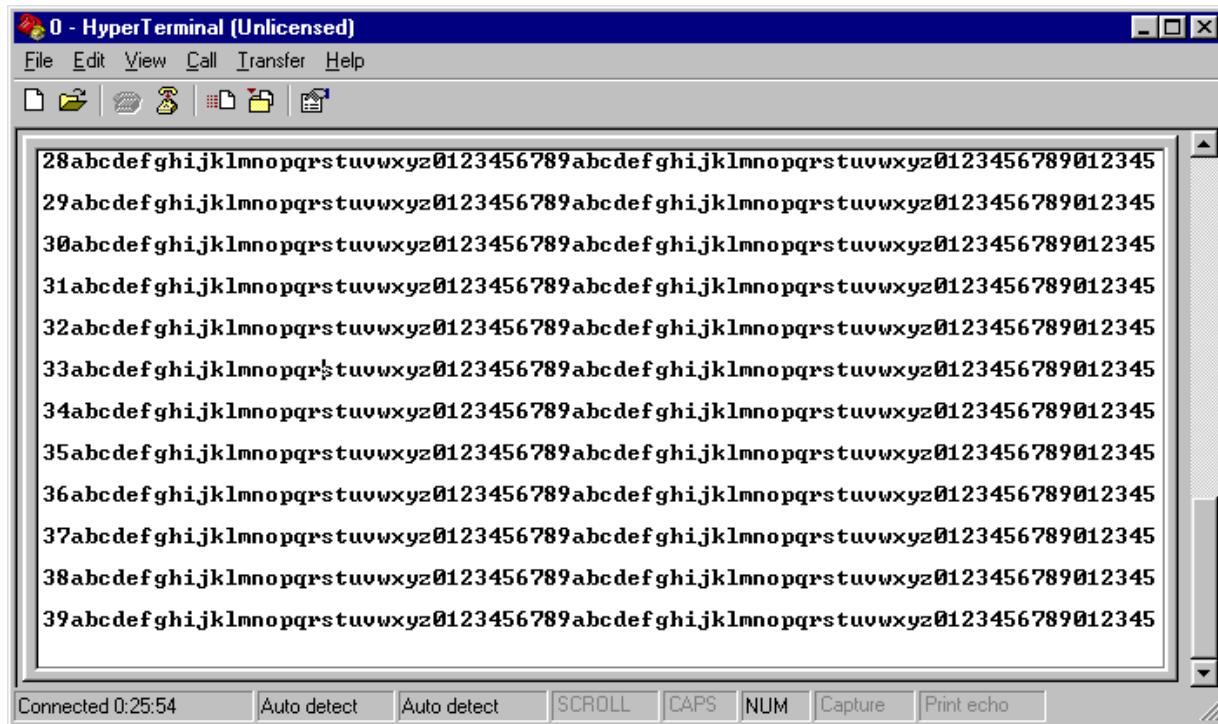 0 - HyperTerminal (Unlicensed)
File Edit View Call Transfer Help
28abcdefghijklmnopqrstuvwxyz0123456789abcdefghijklmnopqrstuvwxyz0123456789012345
29abcdefghijklmnopqrstuvwxyz0123456789abcdefghijklmnopqrstuvwxyz0123456789012345
30abcdefghijklmnopqrstuvwxyz0123456789abcdefghijklmnopqrstuvwxyz0123456789012345
31abcdefghijklmnopqrstuvwxyz0123456789abcdefghijklmnopqrstuvwxyz0123456789012345
32abcdefghijklmnopqrstuvwxyz0123456789abcdefghijklmnopqrstuvwxyz0123456789012345
33abcdefghijklmnopqrstuvwxyz0123456789abcdefghijklmnopqrstuvwxyz0123456789012345
34abcdefghijklmnopqrstuvwxyz0123456789abcdefghijklmnopqrstuvwxyz0123456789012345
35abcdefghijklmnopqrstuvwxyz0123456789abcdefghijklmnopqrstuvwxyz0123456789012345
36abcdefghijklmnopqrstuvwxyz0123456789abcdefghijklmnopqrstuvwxyz0123456789012345
37abcdefghijklmnopqrstuvwxyz0123456789abcdefghijklmnopqrstuvwxyz0123456789012345
38abcdefghijklmnopqrstuvwxyz0123456789abcdefghijklmnopqrstuvwxyz0123456789012345
39abcdefghijklmnopqrstuvwxyz0123456789abcdefghijklmnopqrstuvwxyz0123456789012345
Connected 0:25:54 Auto detect Auto detect SCROLL CAPS NUM Capture Print echo